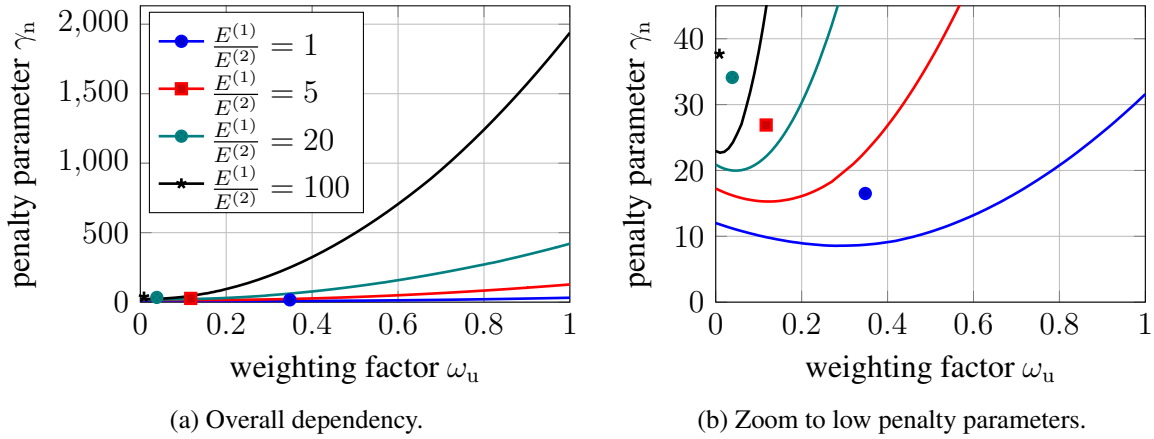 2,000
1,500
1,000
500
0
0
0.2
0.4
0.6
0.8
1
penalty parameter γn
weighting factor ωu
E(1)/E(2) = 1
E(1)/E(2) = 5
E(1)/E(2) = 20
E(1)/E(2) = 100
(a) Overall dependency.
40
30
20
10
0
0
0.2
0.4
0.6
0.8
1
penalty parameter γn
weighting factor ωu
(b) Zoom to low penalty parameters.